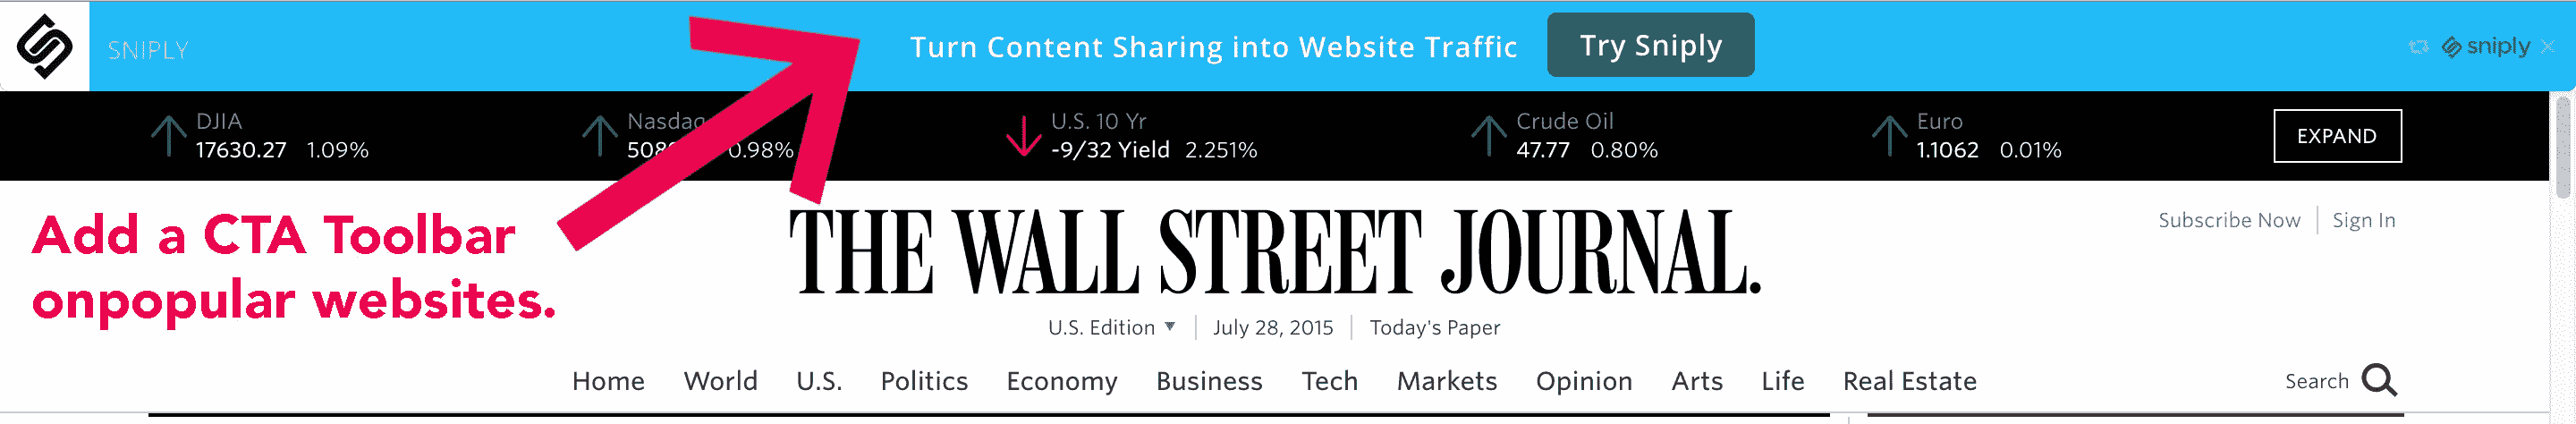 SNIPLY
Turn Content Sharing into Website Traffic
Try Sniply
sniply
DJIA
17630.27 1.09%
Nasdaq
0.98%
U.S. 10 Yr
-9/32 Yield 2.251%
Crude Oil
47.77 0.80%
Euro
1.1062 0.01%
EXPAND
Add a CTA Toolbar
onpopular websites.
THE WALL STREET JOURNAL.
Subscribe Now | Sign In
U.S. Edition ▼ | July 28, 2015 | Today's Paper
Home World U.S. Politics Economy Business Tech Markets Opinion Arts Life Real Estate
Search